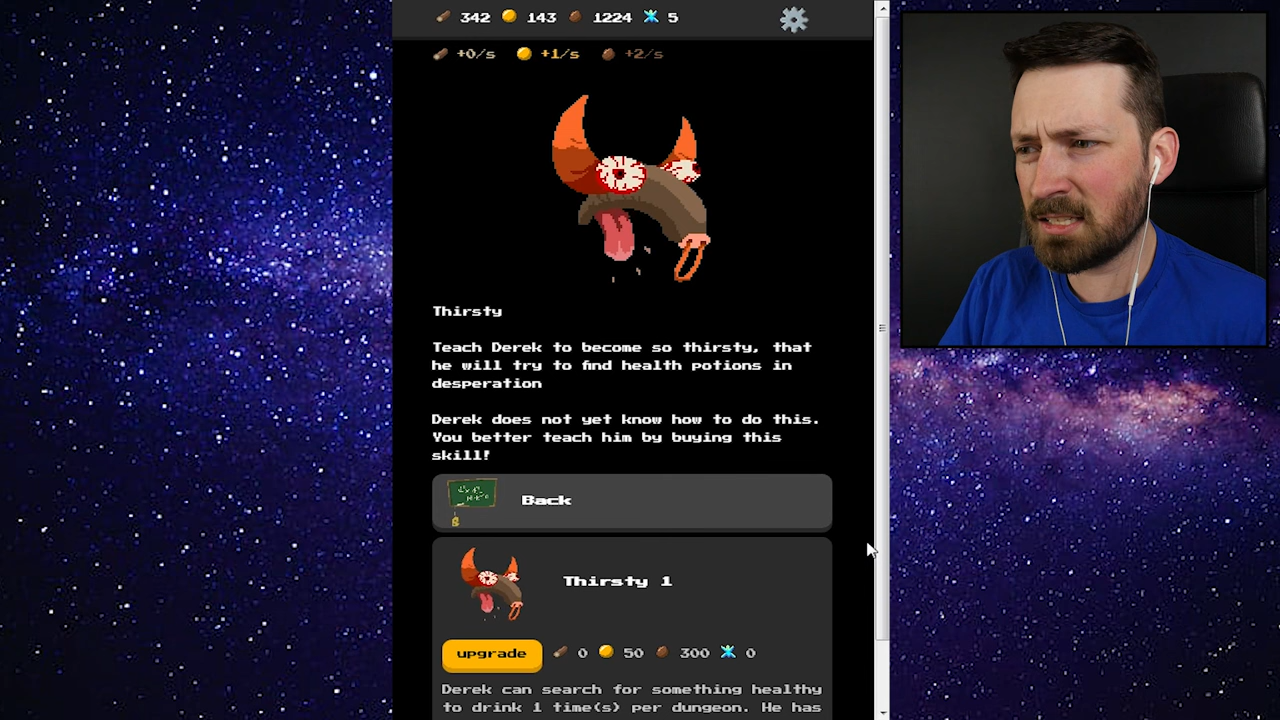 342 143 1224 5
+0/s +1/s +2/s
Thirsty
Teach Derek to become so thirsty, that
he will try to find health potions in
desperation
Derek does not yet know how to do this.
You better teach him by buying this
skill!
Back
Thirsty 1
upgrade 0 50 300 0
Derek can search for something healthy
to drink 1 time(s) per dungeon. He has